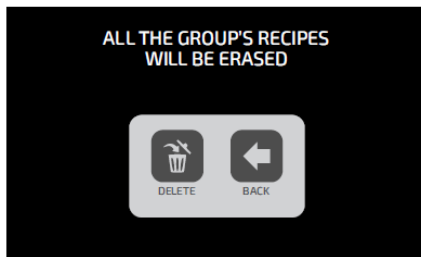 ALL THE GROUP'S RECIPES
WILL BE ERASED
DELETE
BACK